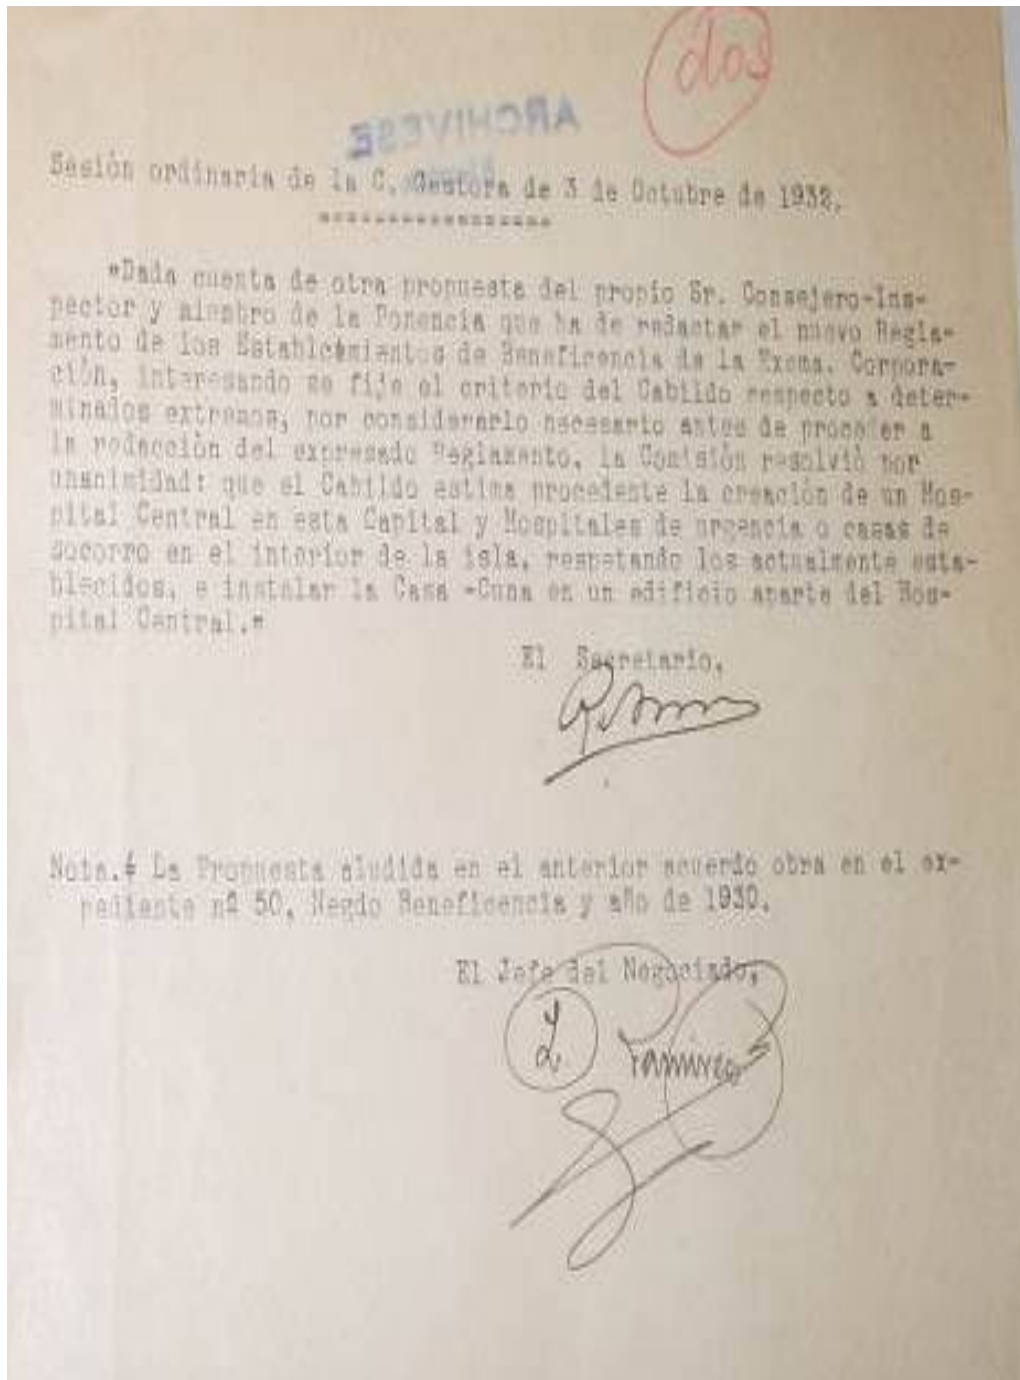 dos
ARCHIVESE
Sesión ordinaria de la C. Gestora de 3 de Octubre de 1932.
"Dada cuenta de otra propuesta del propio Sr. Consejero-Ins-
pector y miembro de la Ponencia que ha de redactar el nuevo Regla-
mento de los Establecimientos de Beneficencia de la Excma. Corpora-
ción, interesando se fije el criterio del Cabildo respecto a deter-
minados extremos, por considerarlo necesario antes de proceder a
la redacción del expresado Reglamento, la Comisión resolvió por
unanimidad: que el Cabildo estima procedente la creación de un Hos-
pital Central en esta Capital y Hospitales de urgencia o casas de
socorro en el interior de la isla, respetando los actualmente esta-
blecidos, e instalar la Casa -Cuna en un edificio aparte del Hos-
pital Central."
El Secretario,
Nota.- La Propuesta aludida en el anterior acuerdo obra en el ex-
pediente nº 50, Negdo Beneficencia y año de 1930.
El Jefe del Negociado,
Ramirez